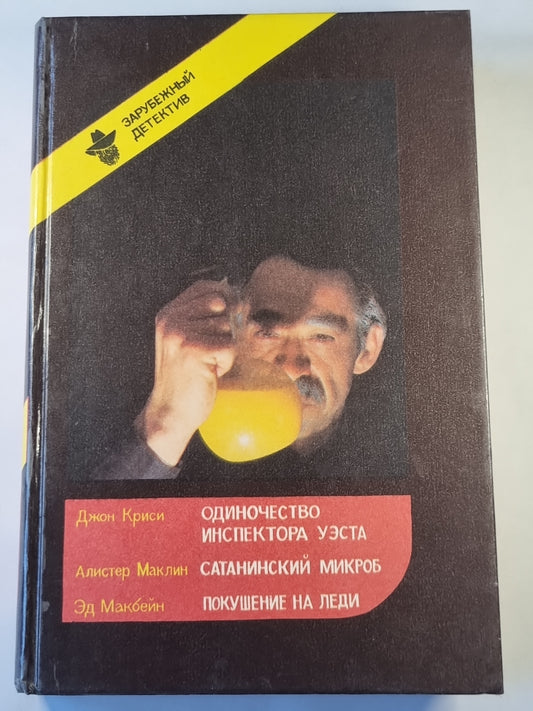 ЗАРУБЕЖНЫЙ
ДЕТЕКТИВ
Джон Криси ОДИНОЧЕСТВО
ИНСПЕКТОРА УЭСТА
Алистер Маклин САТАНИНСКИЙ МИКРОБ
Эд Макбейн ПОКУШЕНИЕ НА ЛЕДИ